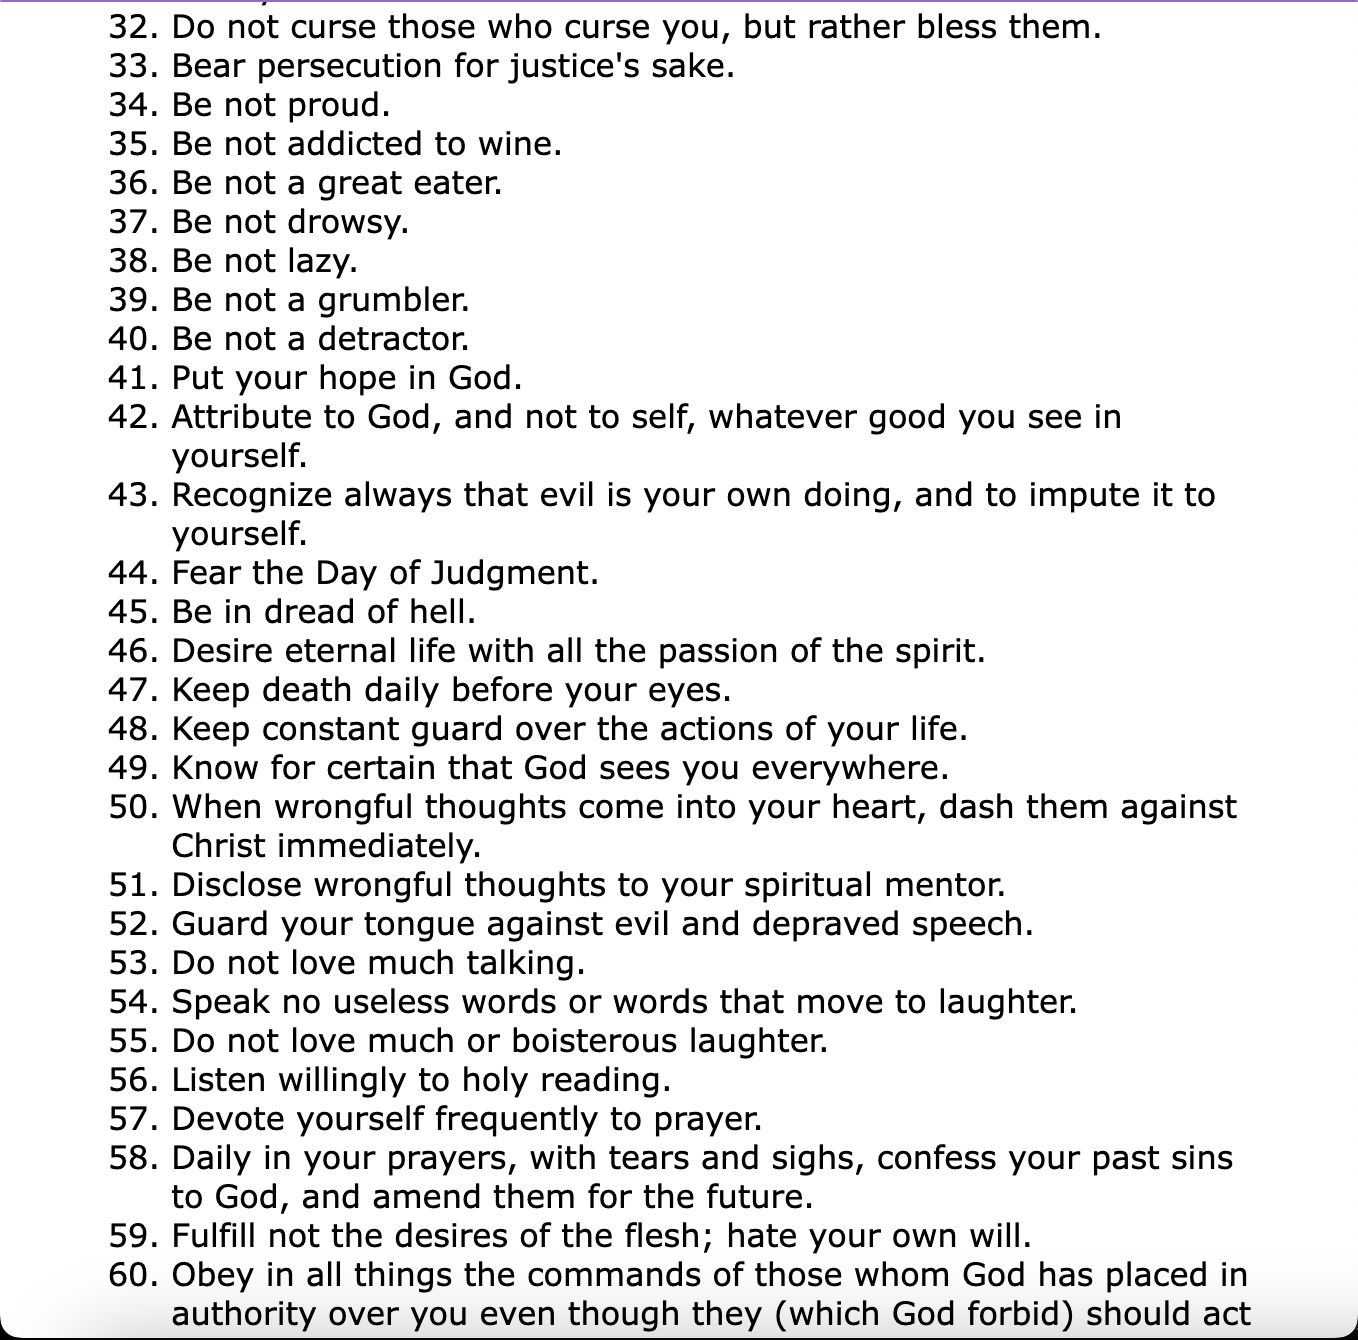 32. Do not curse those who curse you, but rather bless them.
33. Bear persecution for justice's sake.
34. Be not proud.
35. Be not addicted to wine.
36. Be not a great eater.
37. Be not drowsy.
38. Be not lazy.
39. Be not a grumbler.
40. Be not a detractor.
41. Put your hope in God.
42. Attribute to God, and not to self, whatever good you see in
yourself.
43. Recognize always that evil is your own doing, and to impute it to
yourself.
44. Fear the Day of Judgment.
45. Be in dread of hell.
46. Desire eternal life with all the passion of the spirit.
47. Keep death daily before your eyes.
48. Keep constant guard over the actions of your life.
49. Know for certain that God sees you everywhere.
50. When wrongful thoughts come into your heart, dash them against
Christ immediately.
51. Disclose wrongful thoughts to your spiritual mentor.
52. Guard your tongue against evil and depraved speech.
53. Do not love much talking.
54. Speak no useless words or words that move to laughter.
55. Do not love much or boisterous laughter.
56. Listen willingly to holy reading.
57. Devote yourself frequently to prayer.
58. Daily in your prayers, with tears and sighs, confess your past sins
to God, and amend them for the future.
59. Fulfill not the desires of the flesh; hate your own will.
60. Obey in all things the commands of those whom God has placed in
authority over you even though they (which God forbid) should act